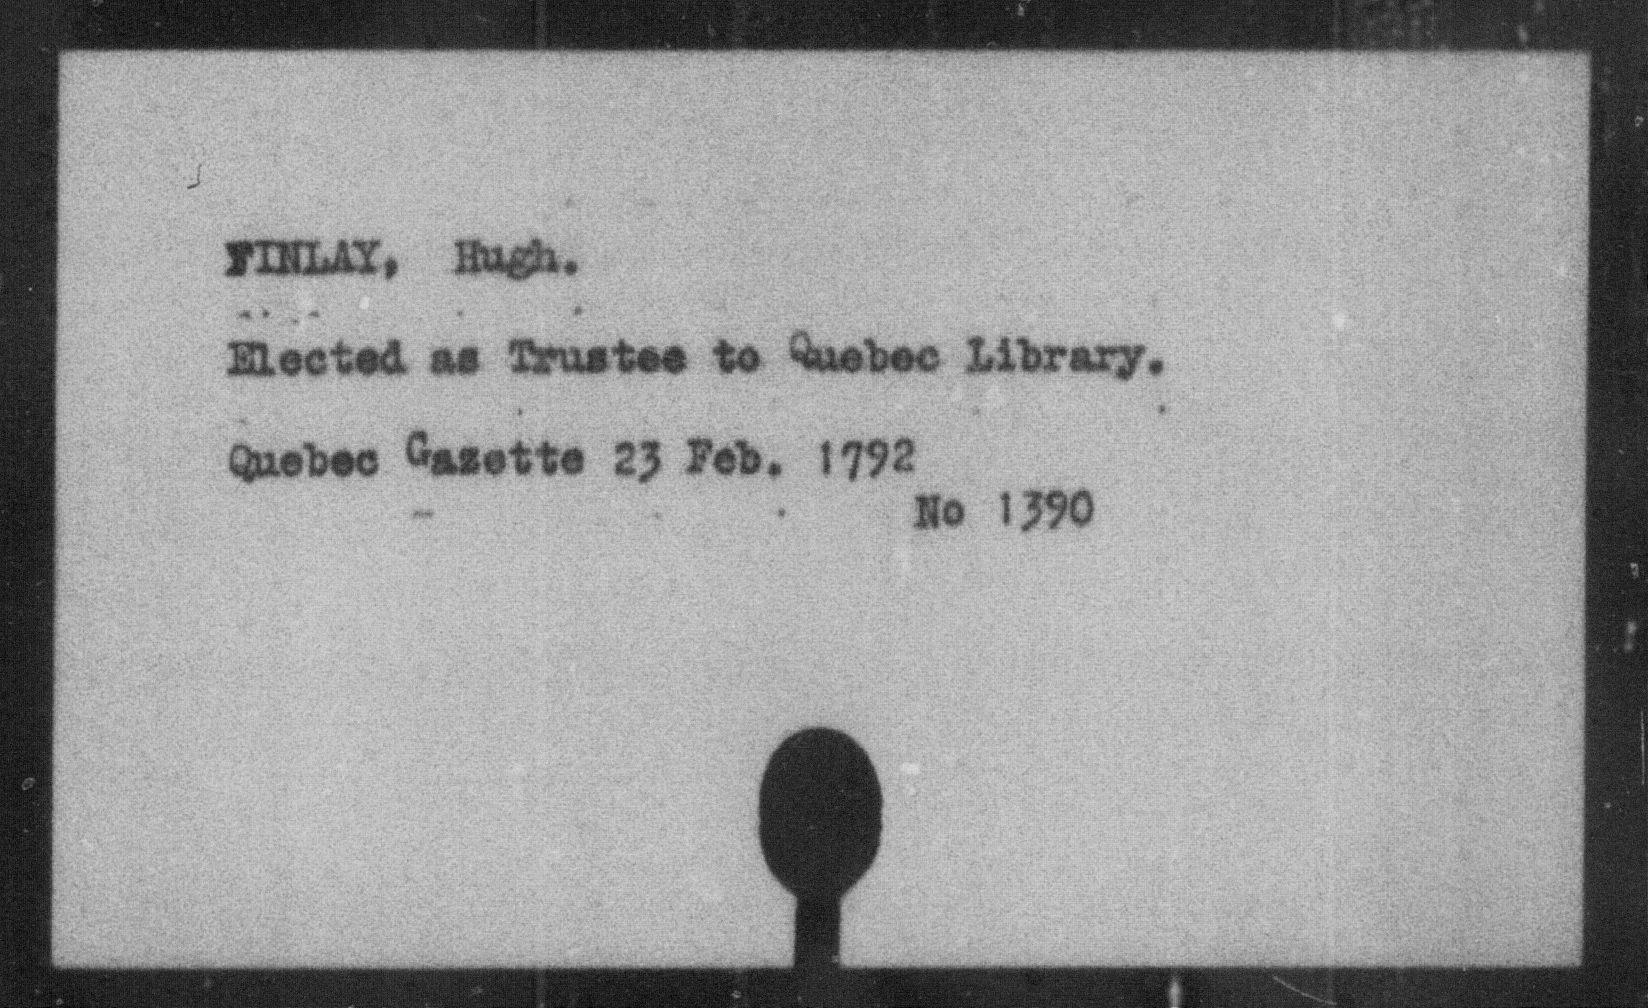 FINLAY, Hugh.
Elected as Trustee to Quebec Library.
Quebec Gazette 23 Feb. 1792
No 1390